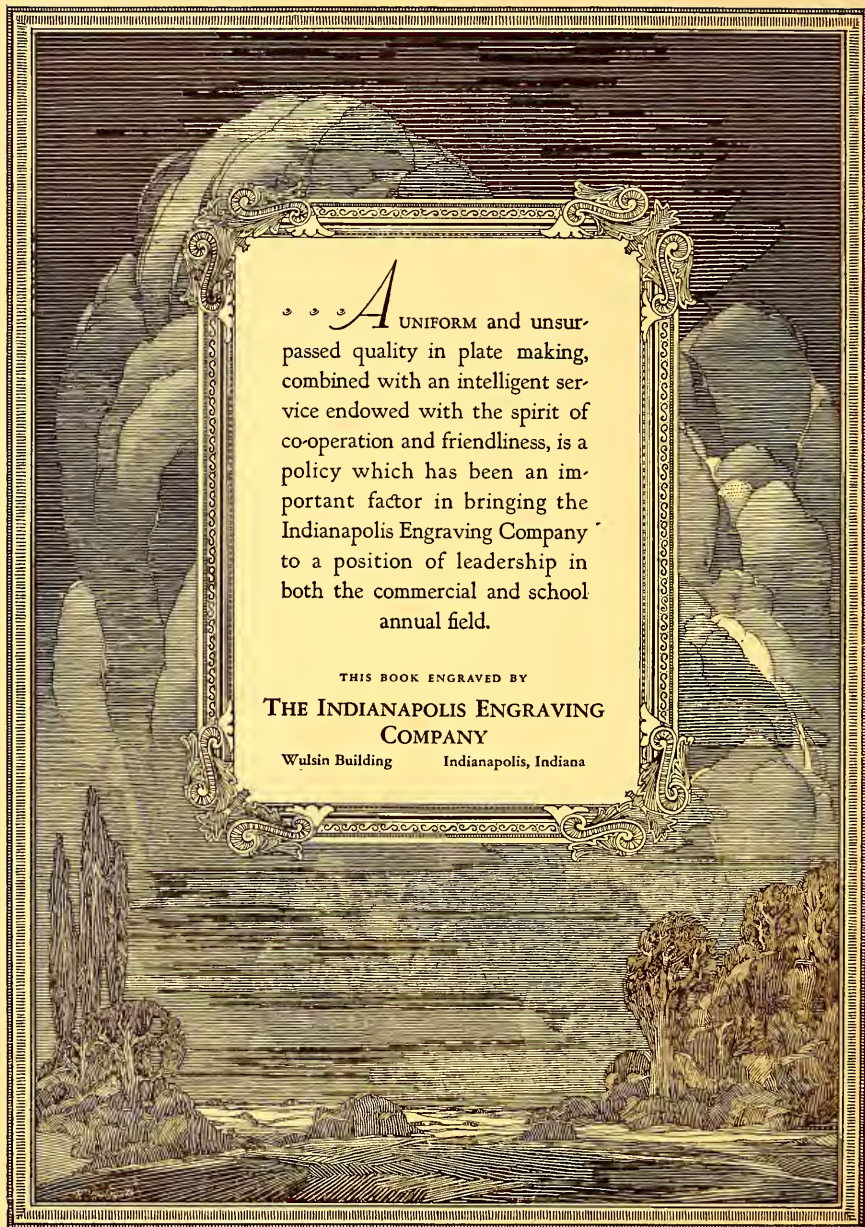 ...A UNIFORM and unsur-
passed quality in plate making,
combined with an intelligent ser-
vice endowed with the spirit of
co-operation and friendliness, is a
policy which has been an im-
portant factor in bringing the
Indianapolis Engraving Company
to a position of leadership in
both the commercial and school
annual field.
THIS BOOK ENGRAVED BY
THE INDIANAPOLIS ENGRAVING
COMPANY
Wulsin Building Indianapolis, Indiana